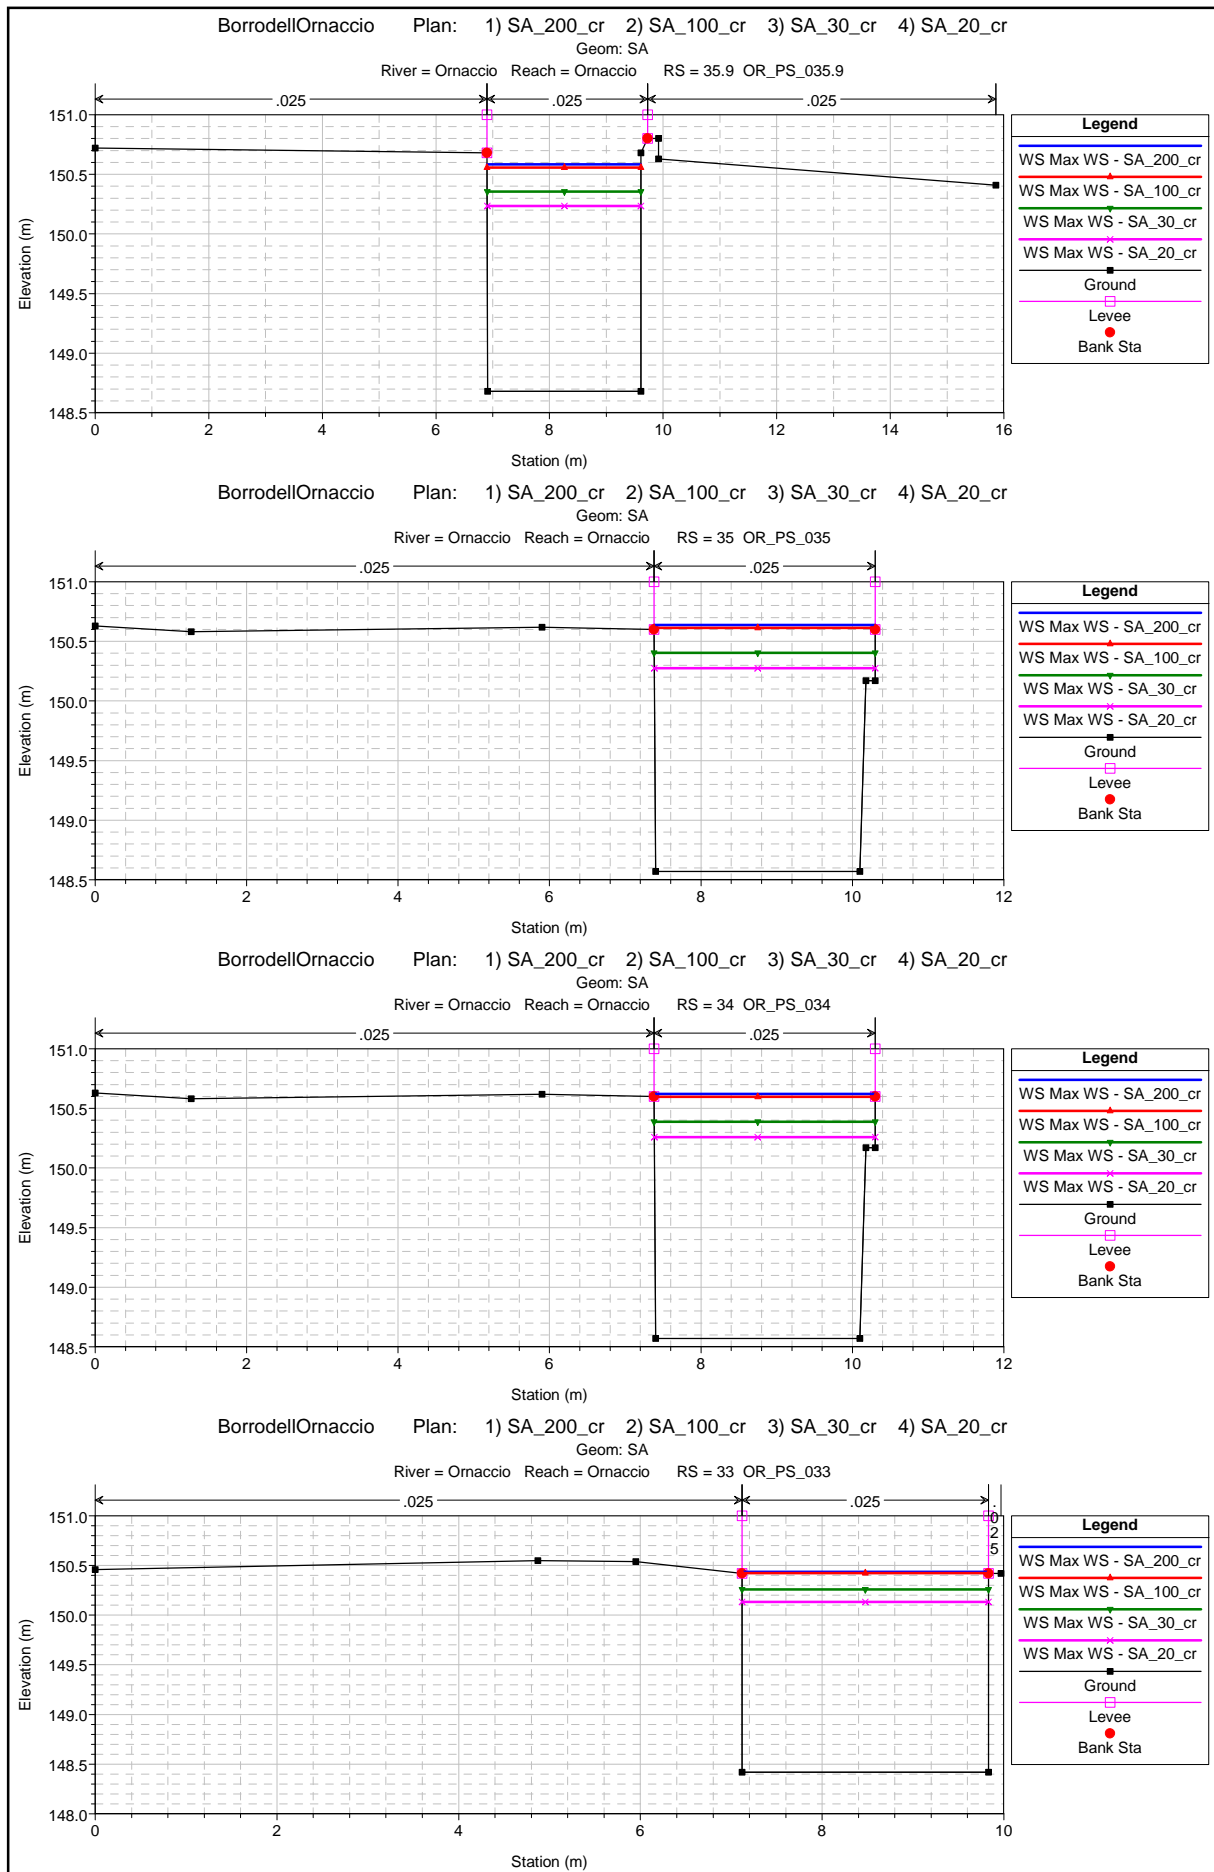 BorrodellOrnaccio Plan: 1) SA_200_cr 2) SA_100_cr 3) SA_30_cr 4) SA_20_cr
Geom: SA
River = Ornaccio Reach = Ornaccio RS = 35.9 OR_PS_035.9
.025 .025 .025
151.0
150.5
150.0
149.5
149.0
148.5
Elevation (m)
0 2 4 6 8 10 12 14 16
Station (m)
Legend
WS Max WS - SA_200_cr
WS Max WS - SA_100_cr
WS Max WS - SA_30_cr
WS Max WS - SA_20_cr
Ground
Levee
Bank Sta
BorrodellOrnaccio Plan: 1) SA_200_cr 2) SA_100_cr 3) SA_30_cr 4) SA_20_cr
Geom: SA
River = Ornaccio Reach = Ornaccio RS = 35 OR_PS_035
.025 .025
151.0
150.5
150.0
149.5
149.0
148.5
Elevation (m)
0 2 4 6 8 10 12
Station (m)
Legend
WS Max WS - SA_200_cr
WS Max WS - SA_100_cr
WS Max WS - SA_30_cr
WS Max WS - SA_20_cr
Ground
Levee
Bank Sta
BorrodellOrnaccio Plan: 1) SA_200_cr 2) SA_100_cr 3) SA_30_cr 4) SA_20_cr
Geom: SA
River = Ornaccio Reach = Ornaccio RS = 34 OR_PS_034
.025 .025
151.0
150.5
150.0
149.5
149.0
148.5
Elevation (m)
0 2 4 6 8 10 12
Station (m)
Legend
WS Max WS - SA_200_cr
WS Max WS - SA_100_cr
WS Max WS - SA_30_cr
WS Max WS - SA_20_cr
Ground
Levee
Bank Sta
BorrodellOrnaccio Plan: 1) SA_200_cr 2) SA_100_cr 3) SA_30_cr 4) SA_20_cr
Geom: SA
River = Ornaccio Reach = Ornaccio RS = 33 OR_PS_033
.025 .025 .025
151.0
150.5
150.0
149.5
149.0
148.5
148.0
Elevation (m)
0 2 4 6 8 10
Station (m)
Legend
WS Max WS - SA_200_cr
WS Max WS - SA_100_cr
WS Max WS - SA_30_cr
WS Max WS - SA_20_cr
Ground
Levee
Bank Sta